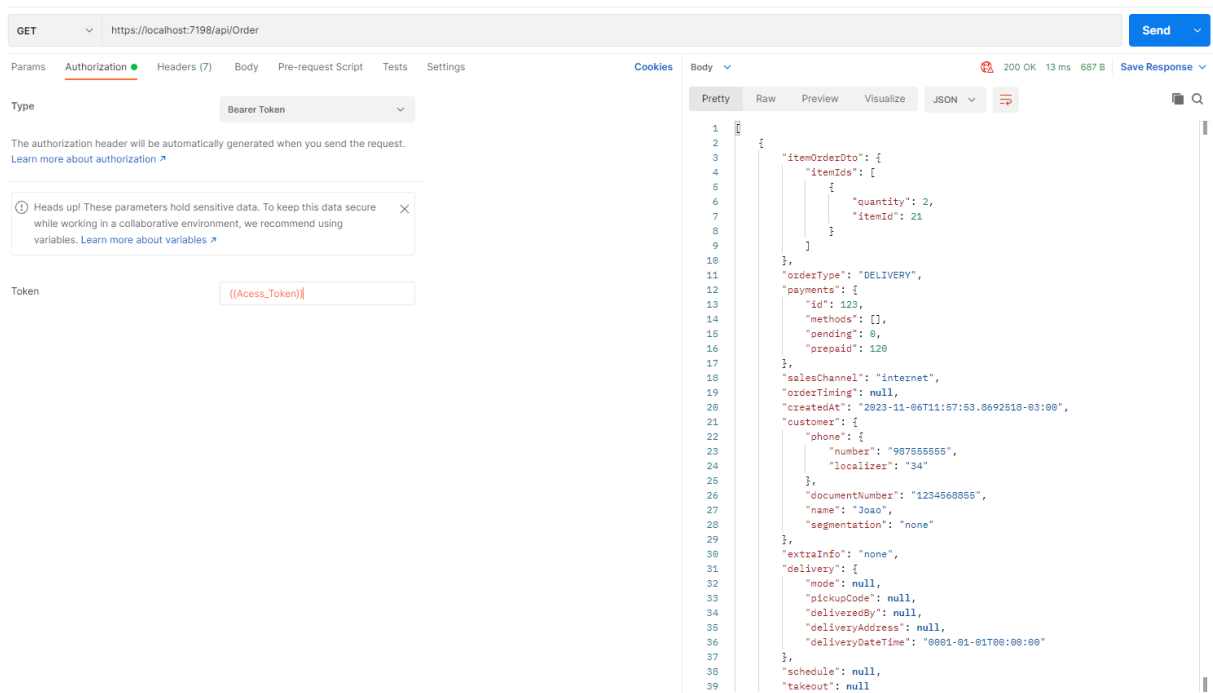 GET https://localhost:7198/api/Order Send
Params Authorization Headers (7) Body Pre-request Script Tests Settings Cookies
Type Bearer Token
The authorization header will be automatically generated when you send the request.
Learn more about authorization ↗
Heads up! These parameters hold sensitive data. To keep this data secure
while working in a collaborative environment, we recommend using
variables. Learn more about variables ↗
Token {{Acess_Token}}
Body 200 OK 13 ms 687 B Save Response
Pretty Raw Preview Visualize JSON
1 [
2 {
3 "itemOrderDto": {
4 "itemIds": [
5 {
6 "quantity": 2,
7 "itemId": 21
8 }
9 ]
10 },
11 "orderType": "DELIVERY",
12 "payments": {
13 "id": 123,
14 "methods": [],
15 "pending": 0,
16 "prepaid": 120
17 },
18 "salesChannel": "internet",
19 "orderTiming": null,
20 "createdAt": "2023-11-06T11:57:53.8692518-03:00",
21 "customer": {
22 "phone": {
23 "number": "987555555",
24 "localizer": "34"
25 },
26 "documentNumber": "1234568855",
27 "name": "Joao",
28 "segmentation": "none"
29 },
30 "extraInfo": "none",
31 "delivery": {
32 "mode": null,
33 "pickupCode": null,
34 "deliveredBy": null,
35 "deliveryAddress": null,
36 "deliveryDateTime": "0001-01-01T00:00:00"
37 },
38 "schedule": null,
39 "takeout": null